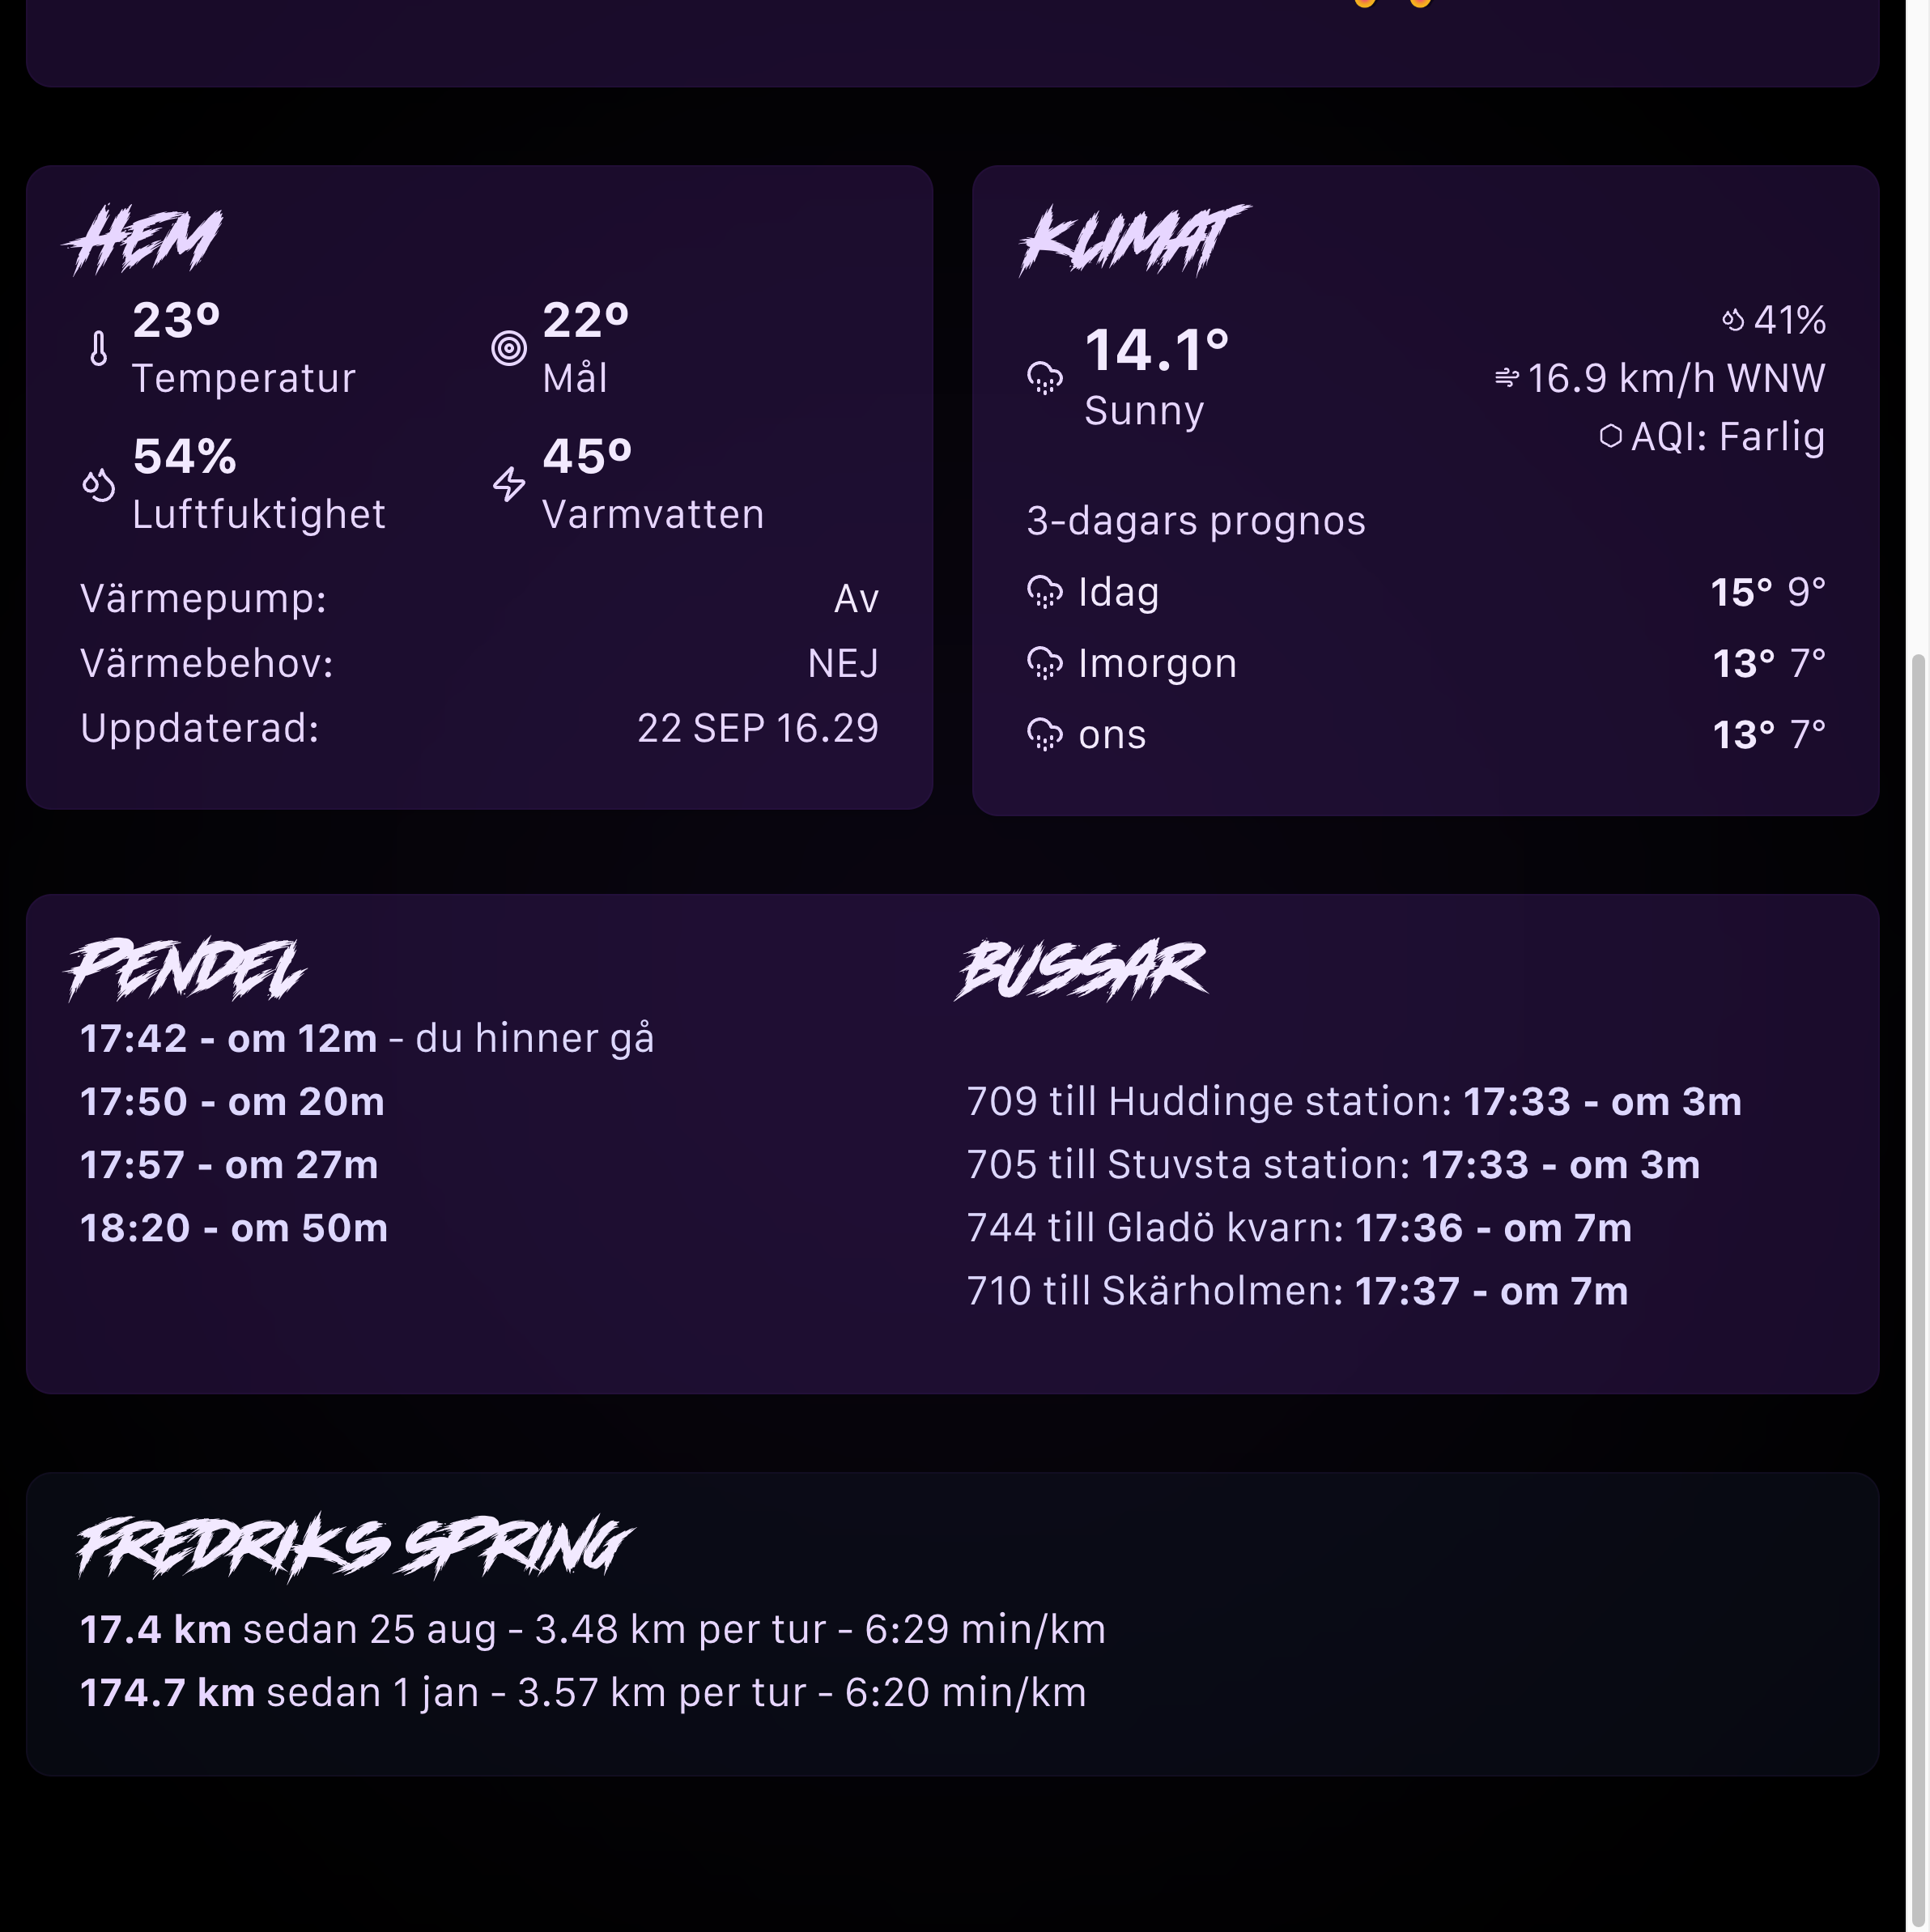 HEM
23º
Temperatur
22º
Mål
54%
Luftfuktighet
45º
Varmvatten
Värmepump: Av
Värmebehov: NEJ
Uppdaterad: 22 SEP 16.29
KLIMAT
14.1°
Sunny
41%
16.9 km/h WNW
AQI: Farlig
3-dagars prognos
Idag 15° 9°
Imorgon 13° 7°
ons 13° 7°
PENDEL
17:42 - om 12m - du hinner gå
17:50 - om 20m
17:57 - om 27m
18:20 - om 50m
BUSSAR
709 till Huddinge station: 17:33 - om 3m
705 till Stuvsta station: 17:33 - om 3m
744 till Gladö kvarn: 17:36 - om 7m
710 till Skärholmen: 17:37 - om 7m
FREDRIKS SPRING
17.4 km sedan 25 aug - 3.48 km per tur - 6:29 min/km
174.7 km sedan 1 jan - 3.57 km per tur - 6:20 min/km